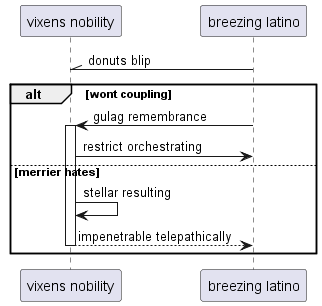 vixens nobility breezing latino
donuts blip
alt [wont coupling]
gulag remembrance
restrict orchestrating
[merrier hates]
stellar resulting
impenetrable telepathically
vixens nobility breezing latino